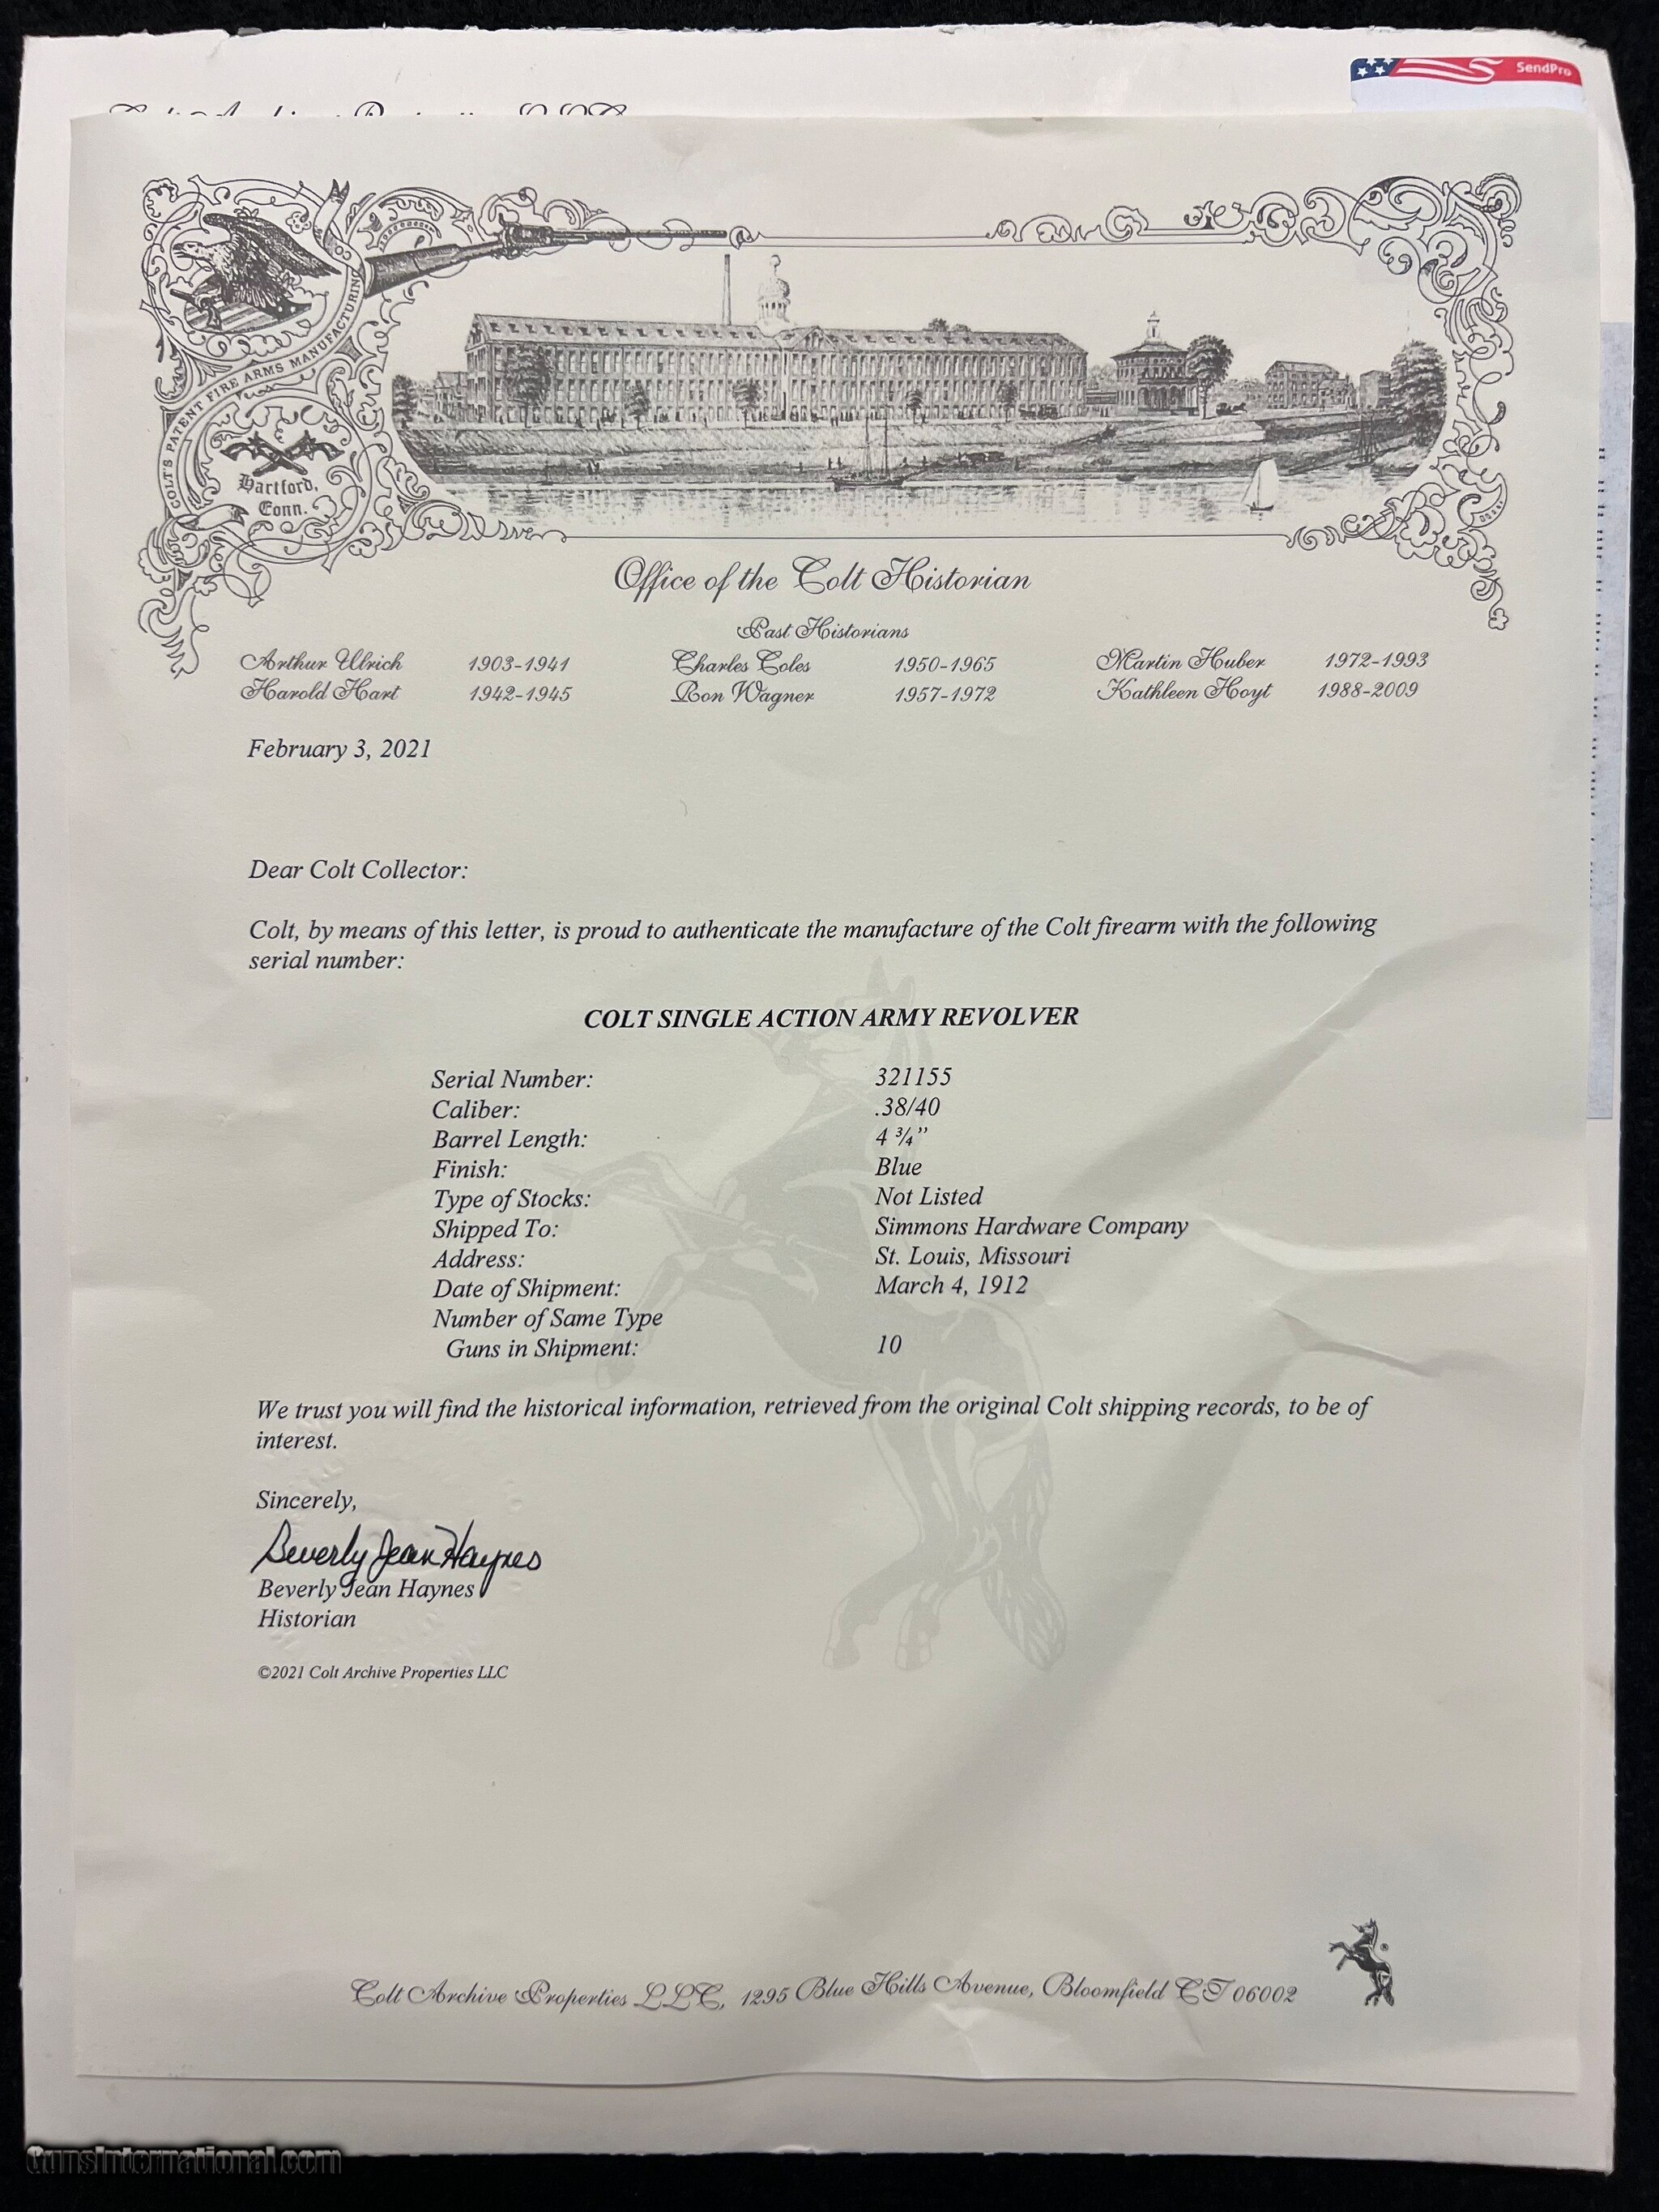 SendPro
COLT'S PATENT FIRE ARMS MANUFACTURING CO
Hartford,
Conn.
Office of the Colt Historian
Past Historians
Arthur Ulrich 1903-1941 Charles Coles 1950-1965 Martin Huber 1972-1993
Harold Hart 1942-1945 Ron Wagner 1957-1972 Kathleen Hoyt 1988-2009
February 3, 2021
Dear Colt Collector:
Colt, by means of this letter, is proud to authenticate the manufacture of the Colt firearm with the following
serial number:
COLT SINGLE ACTION ARMY REVOLVER
Serial Number: 321155
Caliber: .38/40
Barrel Length: 4 ¾”
Finish: Blue
Type of Stocks: Not Listed
Shipped To: Simmons Hardware Company
Address: St. Louis, Missouri
Date of Shipment: March 4, 1912
Number of Same Type
Guns in Shipment: 10
We trust you will find the historical information, retrieved from the original Colt shipping records, to be of
interest.
Sincerely,
Beverly Jean Haynes
Beverly Jean Haynes
Historian
©2021 Colt Archive Properties LLC
Colt Archive Properties LLC, 1295 Blue Hills Avenue, Bloomfield CT 06002
®
GunsInternational.com